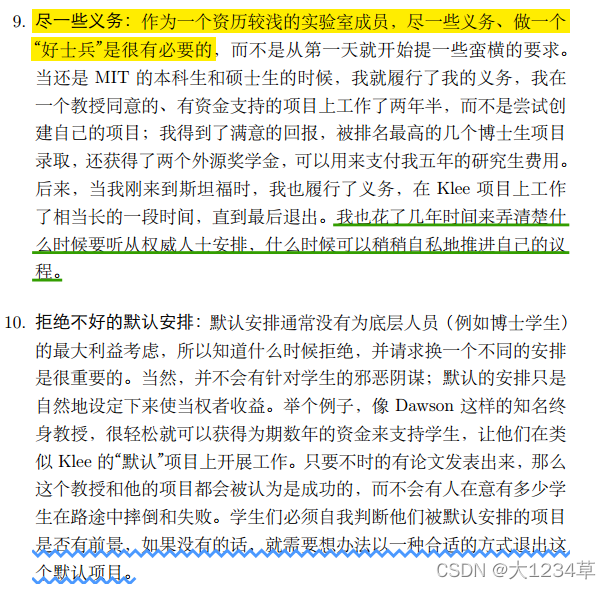 9. 尽一些义务：作为一个资历较浅的实验室成员，尽一些义务、做一个
“好士兵”是很有必要的，而不是从第一天就开始提一些蛮横的要求。
当还是 MIT 的本科生和硕士生的时候，我就履行了我的义务，我在
一个教授同意的、有资金支持的项目上工作了两年半，而不是尝试创
建自己的项目；我得到了满意的回报，被排名最高的几个博士生项目
录取，还获得了两个外源奖学金，可以用来支付我五年的研究生费用。
后来，当我刚来到斯坦福时，我也履行了义务，在 Klee 项目上工作
了相当长的一段时间，直到最后退出。我也花了几年时间来弄清楚什
么时候要听从权威人士安排，什么时候可以稍稍自私地推进自己的议
程。
10. 拒绝不好的默认安排：默认安排通常没有为底层人员（例如博士学生）
的最大利益考虑，所以知道什么时候拒绝，并请求换一个不同的安排
是很重要的。当然，并不会有针对学生的邪恶阴谋；默认的安排只是
自然地设定下来使当权者收益。举个例子，像 Dawson 这样的知名终
身教授，很轻松就可以获得为期数年的资金来支持学生，让他们在类
似 Klee 的“默认”项目上开展工作。只要不时的有论文发表出来，那么
这个教授和他的项目都会被认为是成功的，而不会有人在意有多少学
生在路途中摔倒和失败。学生们必须自我判断他们被默认安排的项目
是否有前景，如果没有的话，就需要想办法以一种合适的方式退出这
个默认项目。
CSDN @大1234草